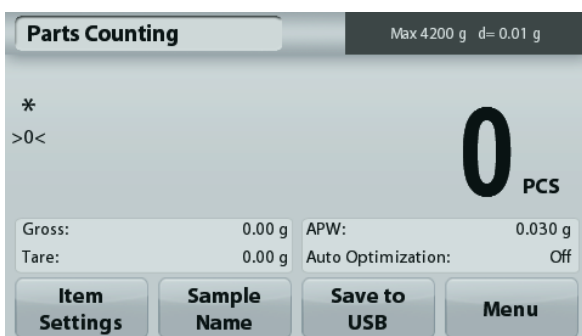 Parts Counting
Max 4200 g d= 0.01 g
*
>0<
0 PCS
Gross: 0.00 g APW: 0.030 g
Tare: 0.00 g Auto Optimization: Off
Item Settings
Sample Name
Save to USB
Menu